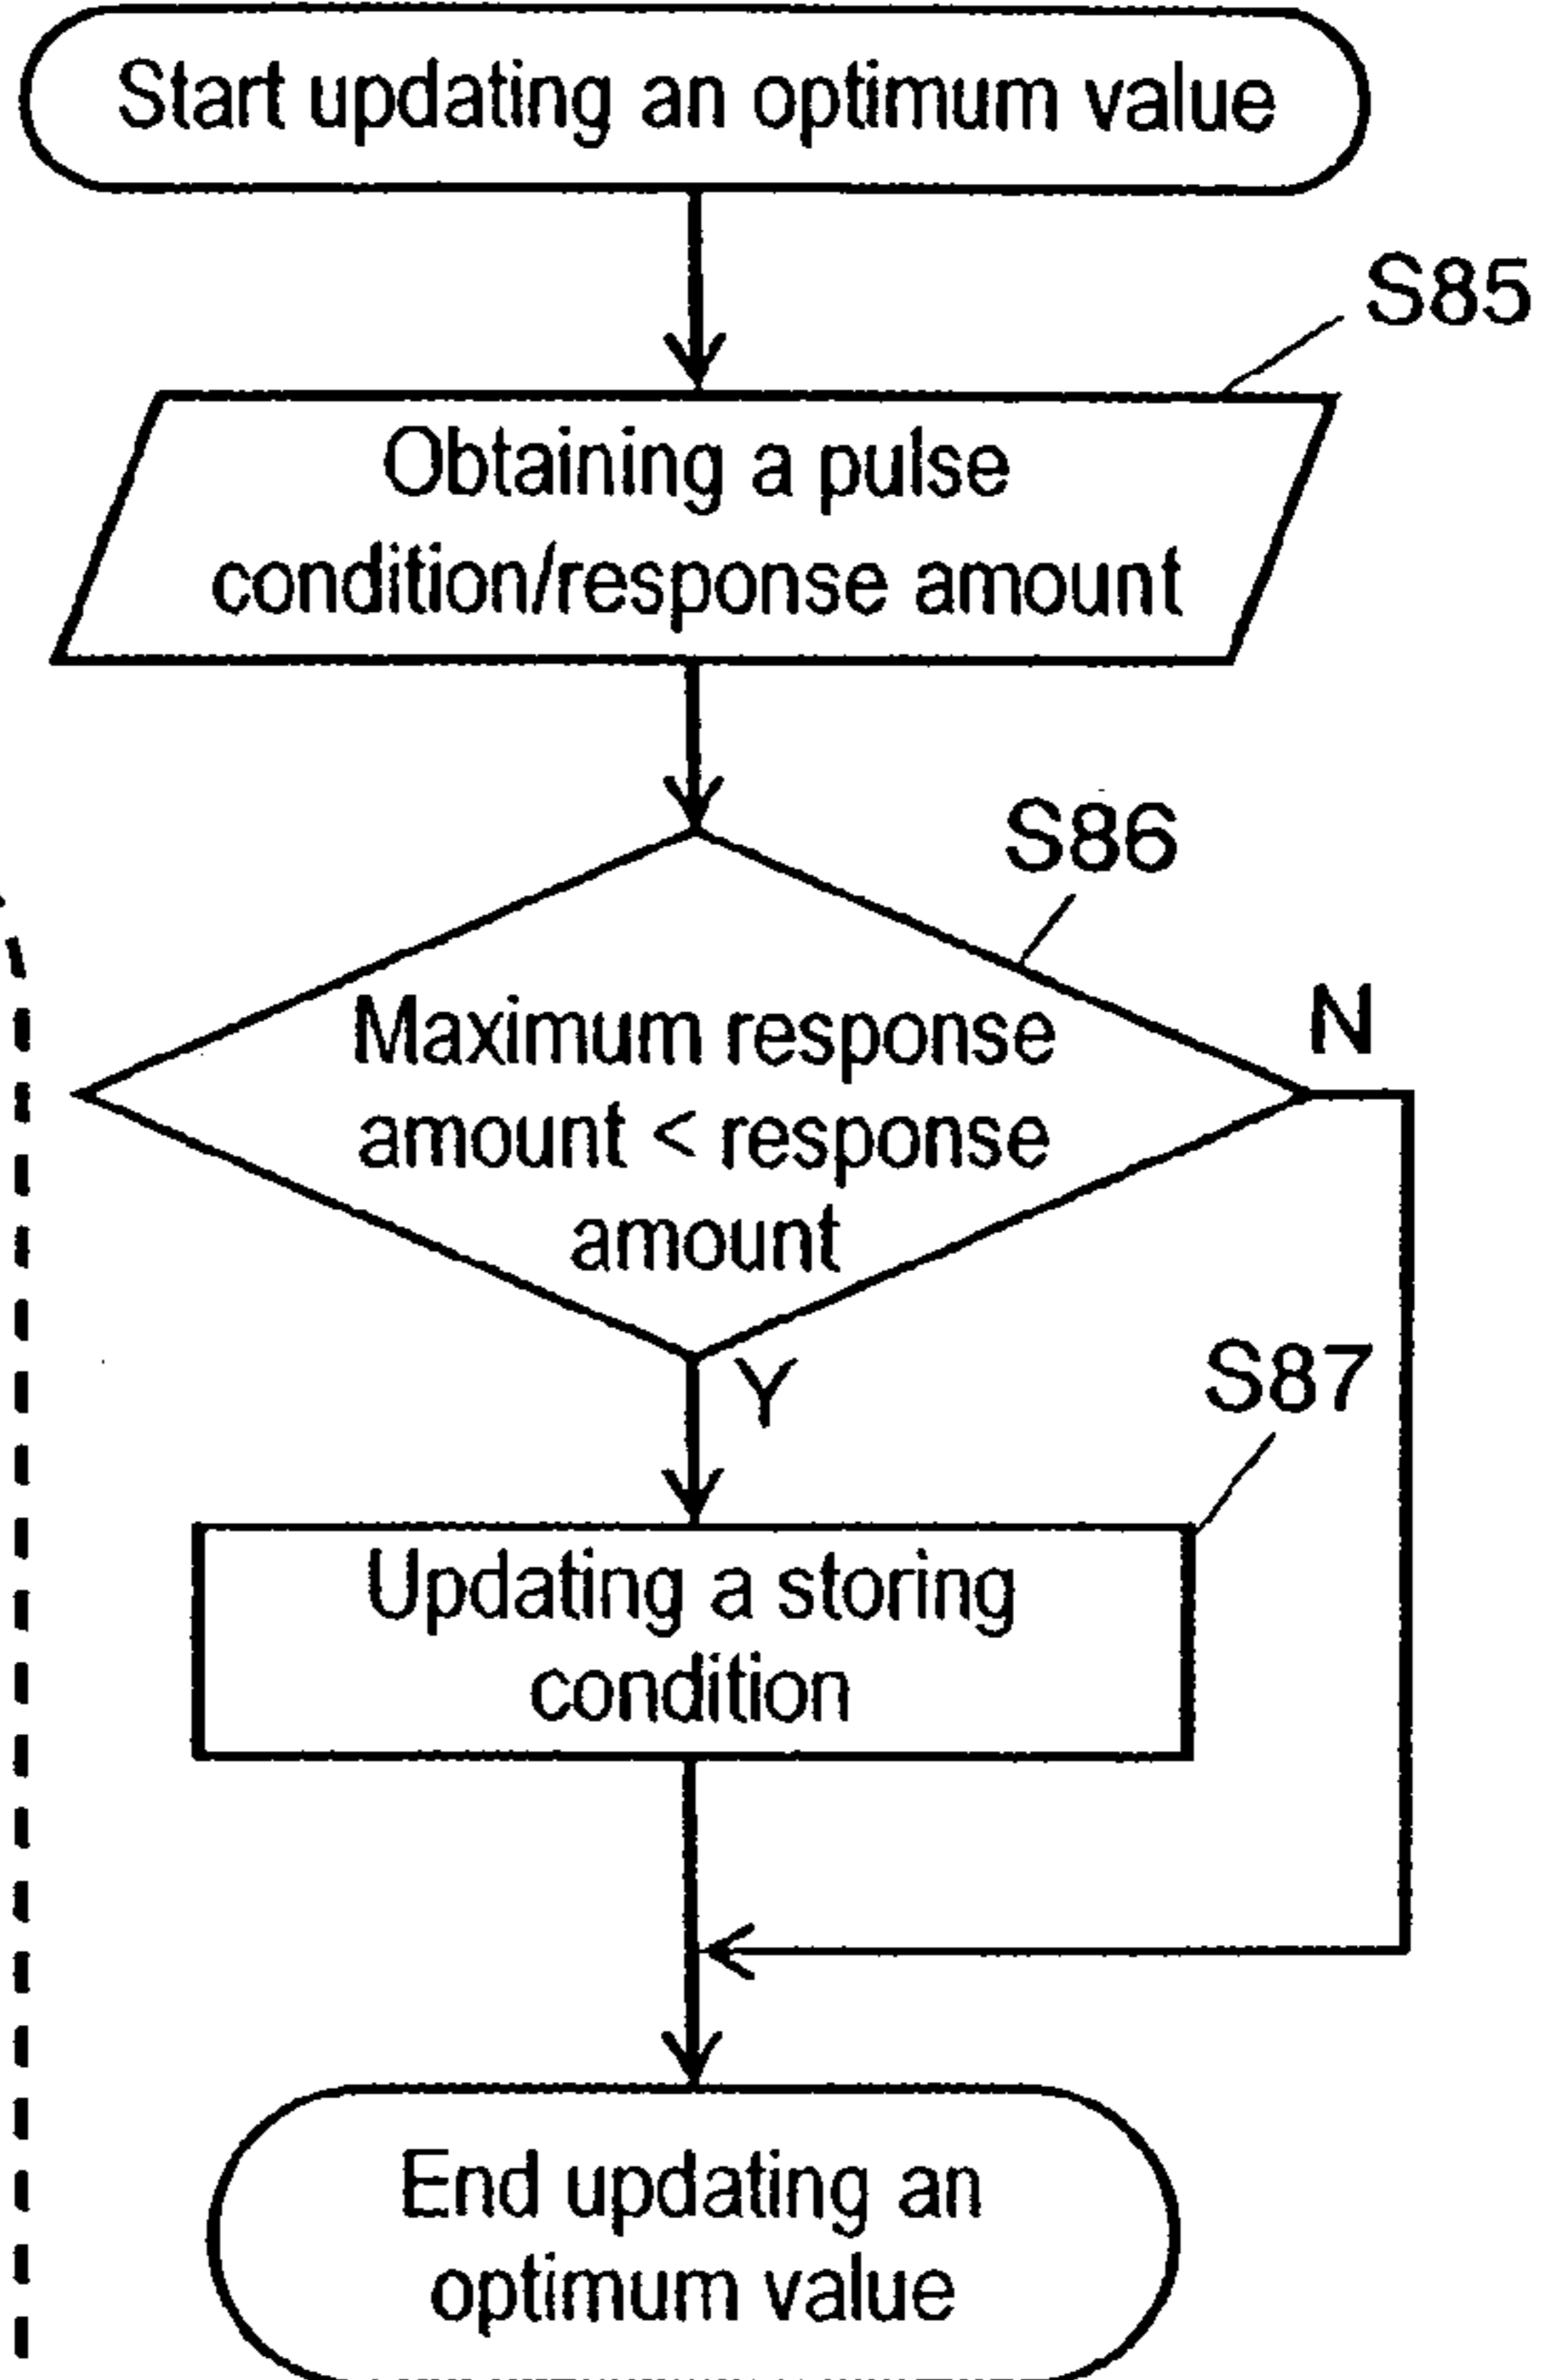 Start updating an optimum value
S85
Obtaining a pulse
condition/response amount
S86
Maximum response
amount < response
amount
N
Y
S87
Updating a storing
condition
End updating an
optimum value